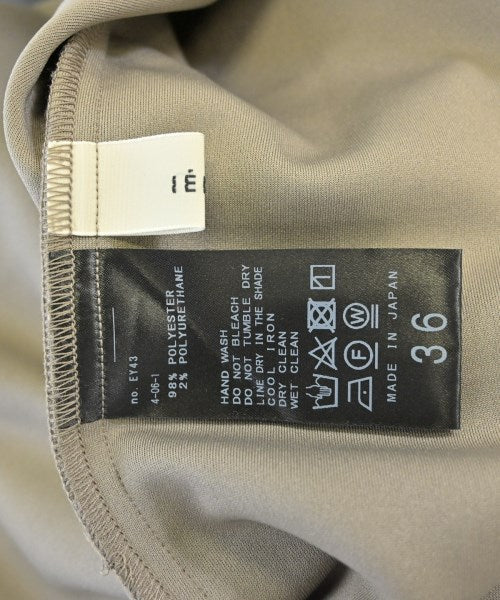 m.
no. EY43
4-06-1
98% POLYESTER
2% POLYURETHANE
HAND WASH
DO NOT BLEACH
DO NOT TUMBLE DRY
LINE DRY IN THE SHADE
COOL IRON
DRY CLEAN
WET CLEAN
F W
MADE IN JAPAN
36